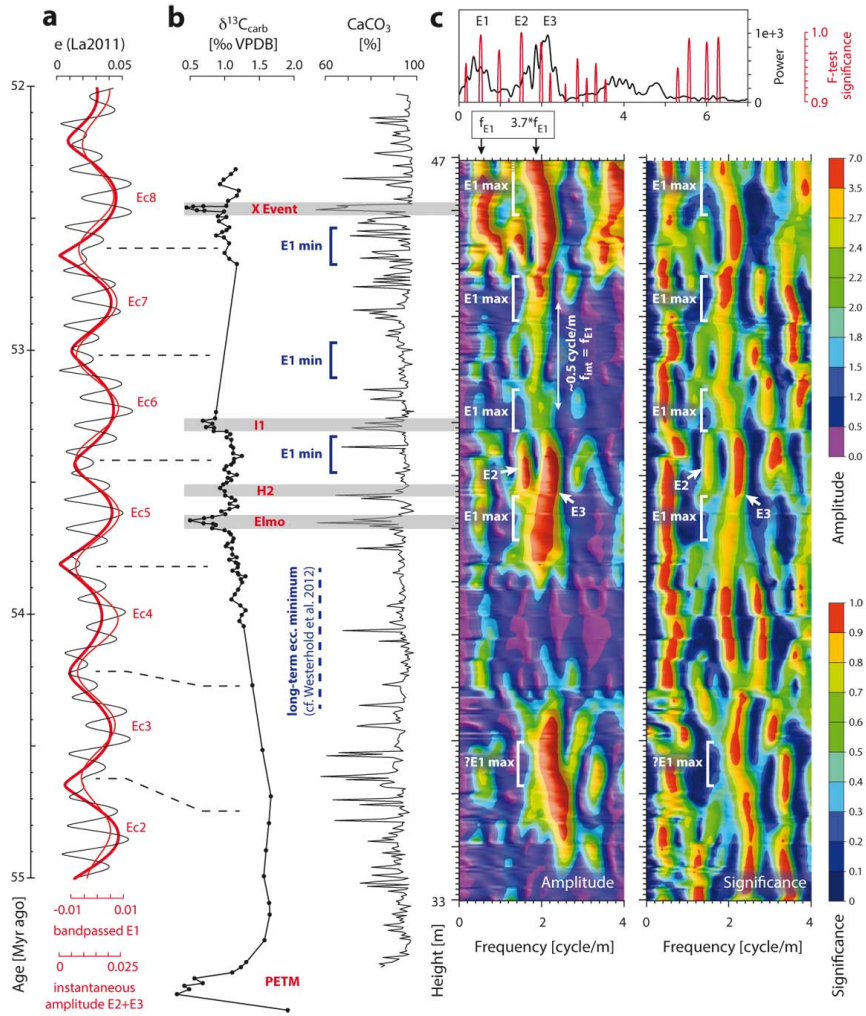 a
e (La2011)
0 0.05
b
δ¹³Ccarb
[‰ VPDB]
0.5 1.0 1.5 2.0
CaCO₃
[%]
60 100
c
E1 E2 E3
1e+3
0
Power
1.0
0.9
F-test
significance
0 2 4 6
fE1 3.7*fE1
52
53
54
55
Age [Myr ago]
Ec8
Ec7
Ec6
Ec5
Ec4
Ec3
Ec2
X Event
E1 min
E1 min
I1
E1 min
H2
Elmo
long-term ecc. minimum
(cf. Westerhold et al. 2012)
PETM
-0.01 0.01
bandpassed E1
0 0.025
instantaneous
amplitude E2+E3
47
33
Height [m]
E1 max
E1 max
~0.5 cycle/m
fint = fE1
E1 max
E2
E3
E1 max
?E1 max
Amplitude
0 2 4
Frequency [cycle/m]
E1 max
E1 max
E1 max
E2
E3
E1 max
?E1 max
Significance
0 2 4
Frequency [cycle/m]
7.0
3.5
2.7
2.4
2.2
2.0
1.8
1.5
1.2
1.0
0.5
0.0
Amplitude
1.0
0.9
0.8
0.7
0.6
0.5
0.4
0.3
0.2
0.1
0
Significance